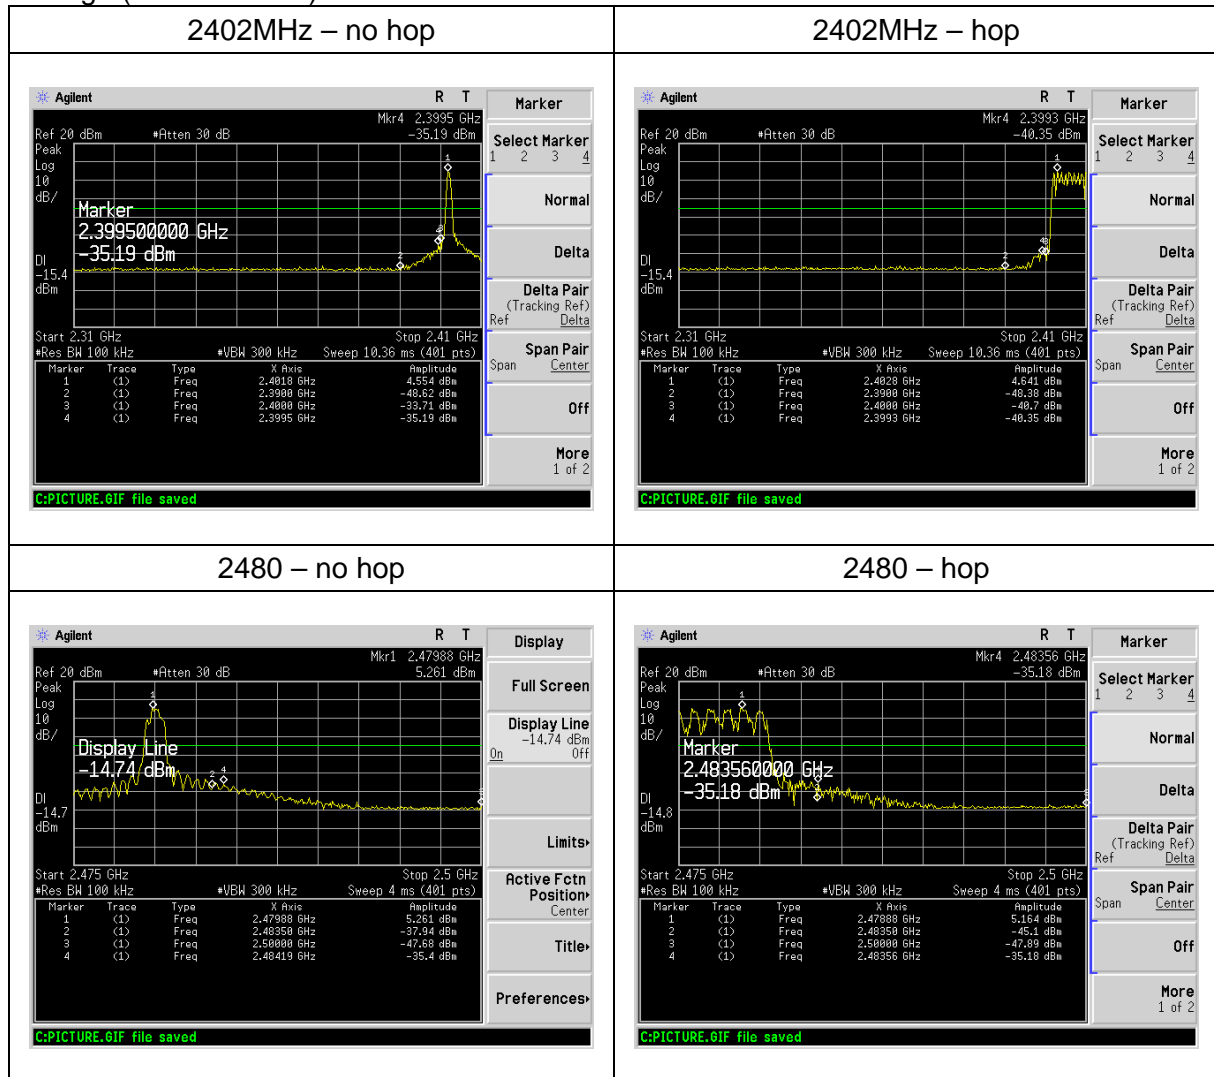 2402MHz – no hop
2402MHz – hop
Agilent R T
Mkr4 2.3995 GHz
Ref 20 dBm #Atten 30 dB -35.19 dBm
Peak
Log
10
dB/
1
2
4
Marker
2.399500000 GHz
-35.19 dBm
DI
-15.4
dBm
Start 2.31 GHz Stop 2.41 GHz
#Res BW 100 kHz #VBW 300 kHz Sweep 10.36 ms (401 pts)
Marker Trace Type X Axis Amplitude
1 (1) Freq 2.4018 GHz 4.554 dBm
2 (1) Freq 2.3900 GHz -48.62 dBm
3 (1) Freq 2.4000 GHz -33.71 dBm
4 (1) Freq 2.3995 GHz -35.19 dBm
C:PICTURE.GIF file saved
Marker
Select Marker
1 2 3 4
Normal
Delta
Delta Pair
(Tracking Ref)
Ref Delta
Span Pair
Span Center
Off
More
1 of 2
Agilent R T
Mkr4 2.3993 GHz
Ref 20 dBm #Atten 30 dB -40.35 dBm
Peak
Log
10
dB/
1
2
DI
-15.4
dBm
Start 2.31 GHz Stop 2.41 GHz
#Res BW 100 kHz #VBW 300 kHz Sweep 10.36 ms (401 pts)
Marker Trace Type X Axis Amplitude
1 (1) Freq 2.4028 GHz 4.641 dBm
2 (1) Freq 2.3900 GHz -48.38 dBm
3 (1) Freq 2.4000 GHz -40.7 dBm
4 (1) Freq 2.3993 GHz -40.35 dBm
C:PICTURE.GIF file saved
Marker
Select Marker
1 2 3 4
Normal
Delta
Delta Pair
(Tracking Ref)
Ref Delta
Span Pair
Span Center
Off
More
1 of 2
2480 – no hop
2480 – hop
Agilent R T
Mkr1 2.47988 GHz
Ref 20 dBm #Atten 30 dB 5.261 dBm
Peak
Log
10
dB/
1
2 4
Display Line
-14.74 dBm
DI
-14.7
dBm
Start 2.475 GHz Stop 2.5 GHz
#Res BW 100 kHz #VBW 300 kHz Sweep 4 ms (401 pts)
Marker Trace Type X Axis Amplitude
1 (1) Freq 2.47988 GHz 5.261 dBm
2 (1) Freq 2.48350 GHz -37.94 dBm
3 (1) Freq 2.50000 GHz -47.68 dBm
4 (1) Freq 2.48419 GHz -35.4 dBm
C:PICTURE.GIF file saved
Display
Full Screen
Display Line
-14.74 dBm
On Off
Limits
Active Fctn
Position
Center
Title
Preferences
Agilent R T
Mkr4 2.48356 GHz
Ref 20 dBm #Atten 30 dB -35.18 dBm
Peak
Log
10
dB/
1
Marker
2.483560000 GHz
-35.18 dBm
DI
-14.8
dBm
Start 2.475 GHz Stop 2.5 GHz
#Res BW 100 kHz #VBW 300 kHz Sweep 4 ms (401 pts)
Marker Trace Type X Axis Amplitude
1 (1) Freq 2.47888 GHz 5.164 dBm
2 (1) Freq 2.48350 GHz -45.1 dBm
3 (1) Freq 2.50000 GHz -47.89 dBm
4 (1) Freq 2.48356 GHz -35.18 dBm
C:PICTURE.GIF file saved
Marker
Select Marker
1 2 3 4
Normal
Delta
Delta Pair
(Tracking Ref)
Ref Delta
Span Pair
Span Center
Off
More
1 of 2